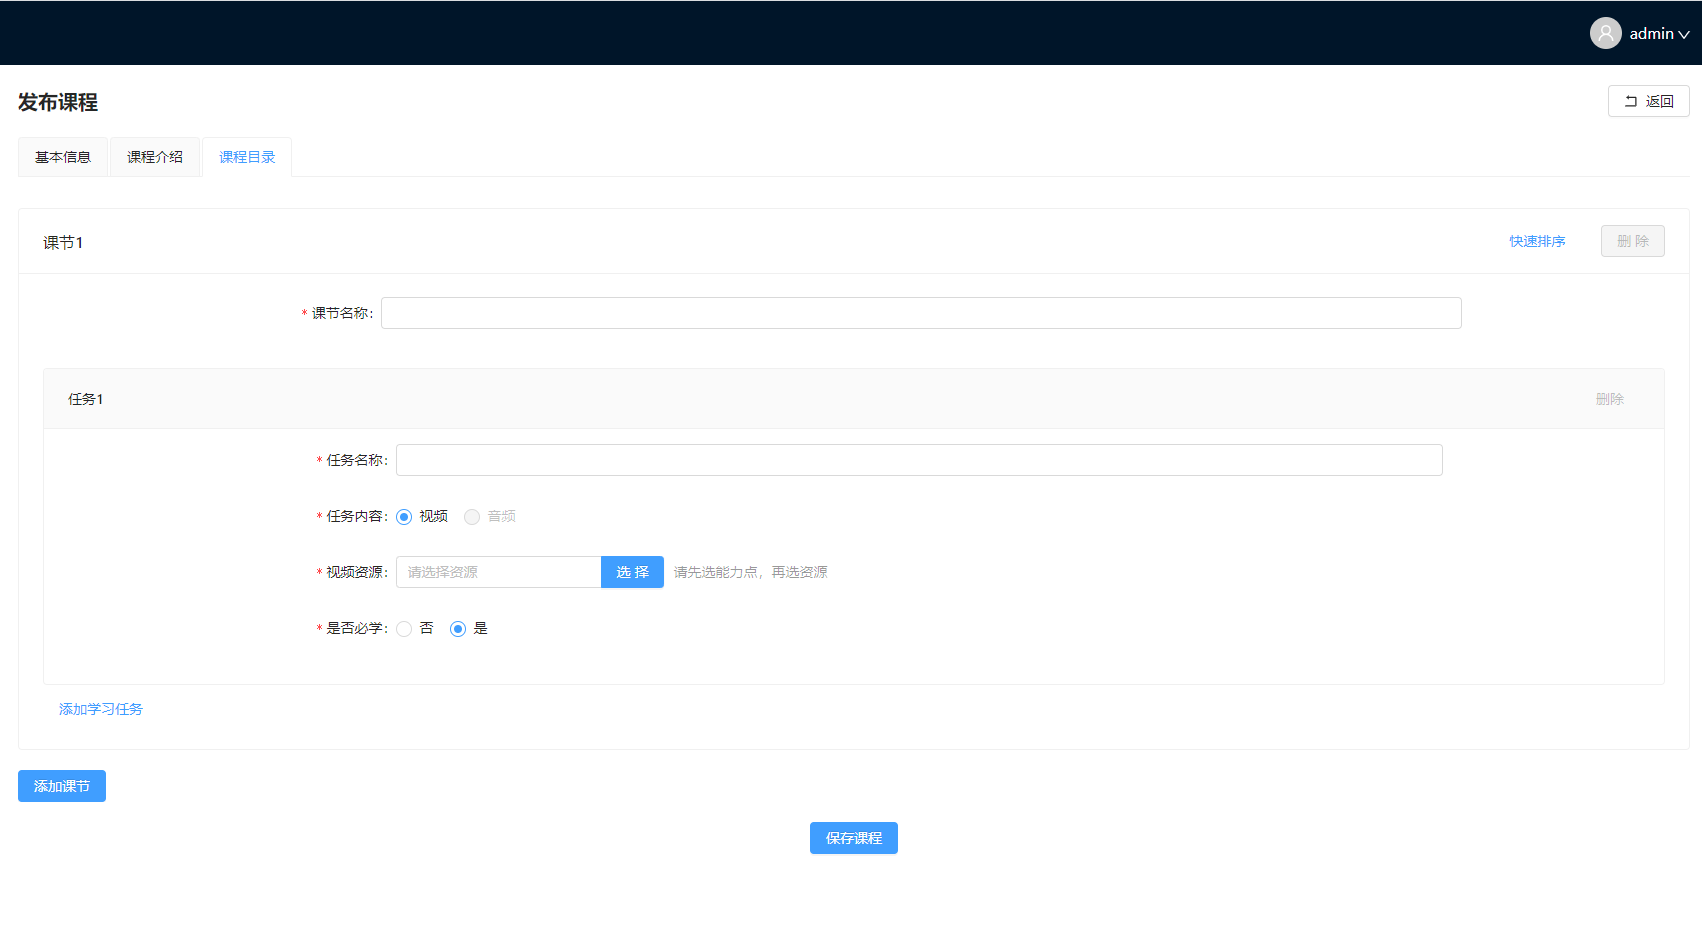 admin
发布课程
返回
基本信息 课程介绍 课程目录
课节1 快速排序 删 除
* 课节名称:
任务1 删除
* 任务名称:
* 任务内容: 视频 音频
* 视频资源: 请选择资源 选 择 请先选能力点，再选资源
* 是否必学: 否 是
添加学习任务
添加课节
保存课程